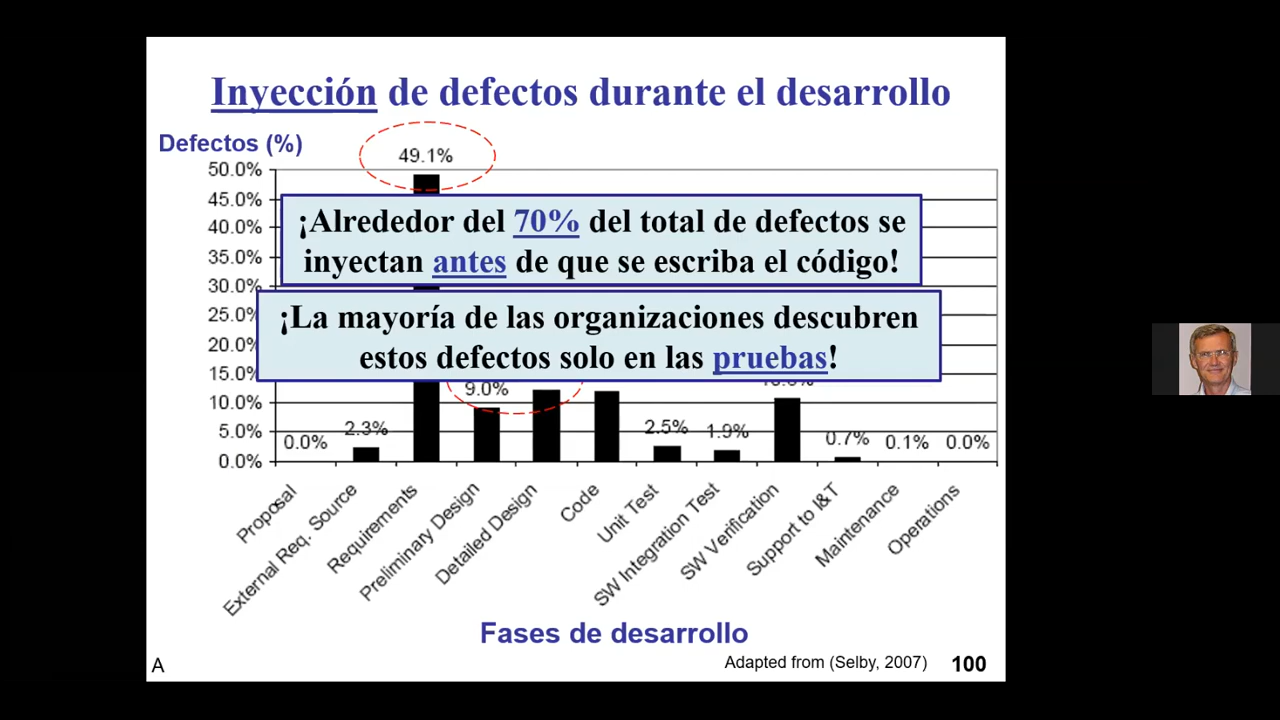 Inyección de defectos durante el desarrollo
Defectos (%)
49.1%
50.0%
45.0%
40.0%
35.0%
30.0%
25.0%
20.0%
15.0%
10.0%
5.0%
0.0%
¡Alrededor del 70% del total de defectos se
inyectan antes de que se escriba el código!
¡La mayoría de las organizaciones descubren
estos defectos solo en las pruebas!
0.0%
2.3%
9.0%
2.5%
1.9%
0.7%
0.1%
0.0%
Proposal
External Req. Source
Requirements
Preliminary Design
Detailed Design
Code
Unit Test
SW Integration Test
SW Verification
Support to I&T
Maintenance
Operations
Fases de desarrollo
A
Adapted from (Selby, 2007)
100